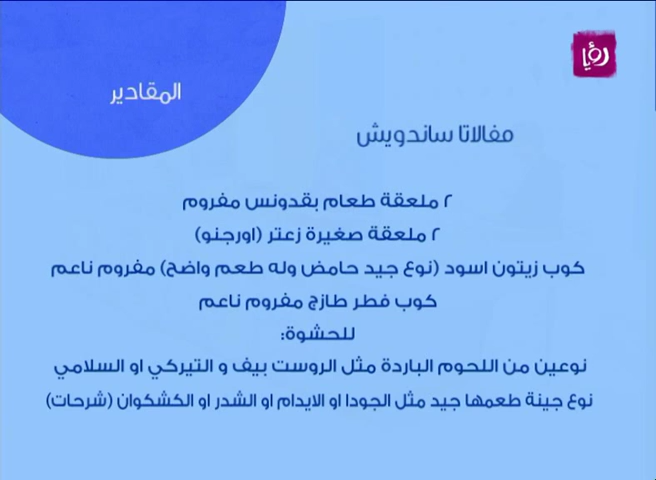 رؤيا
المقادير
مفالاتا ساندويش
٢ ملعقة طعام بقدونس مفروم
٢ ملعقة صغيرة زعتر (اورجنو)
كوب زيتون اسود (نوع جيد حامض وله طعم واضح) مفروم ناعم
كوب فطر طازج مفروم ناعم
للحشوة:
نوعين من اللحوم الباردة مثل الروست بيف و التيركي او السلامي
نوع جينة طعمها جيد مثل الجودا او الايدام او الشدر او الكشكوان (شرحات)